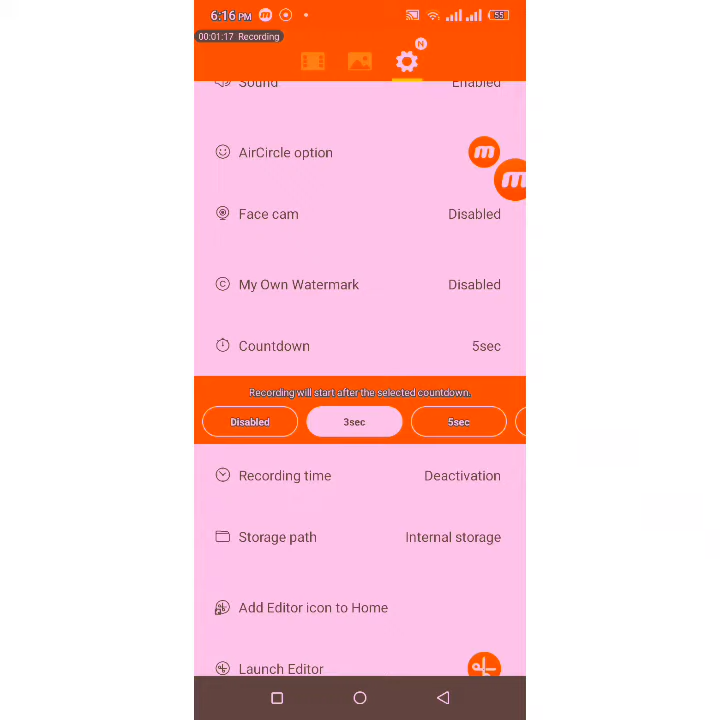 6:16 PM
55
00:01:17 Recording
N
Sound Enabled
AirCircle option
Face cam Disabled
My Own Watermark Disabled
Countdown 5sec
Recording will start after the selected countdown.
Disabled 3sec 5sec
Recording time Deactivation
Storage path Internal storage
Add Editor icon to Home
Launch Editor